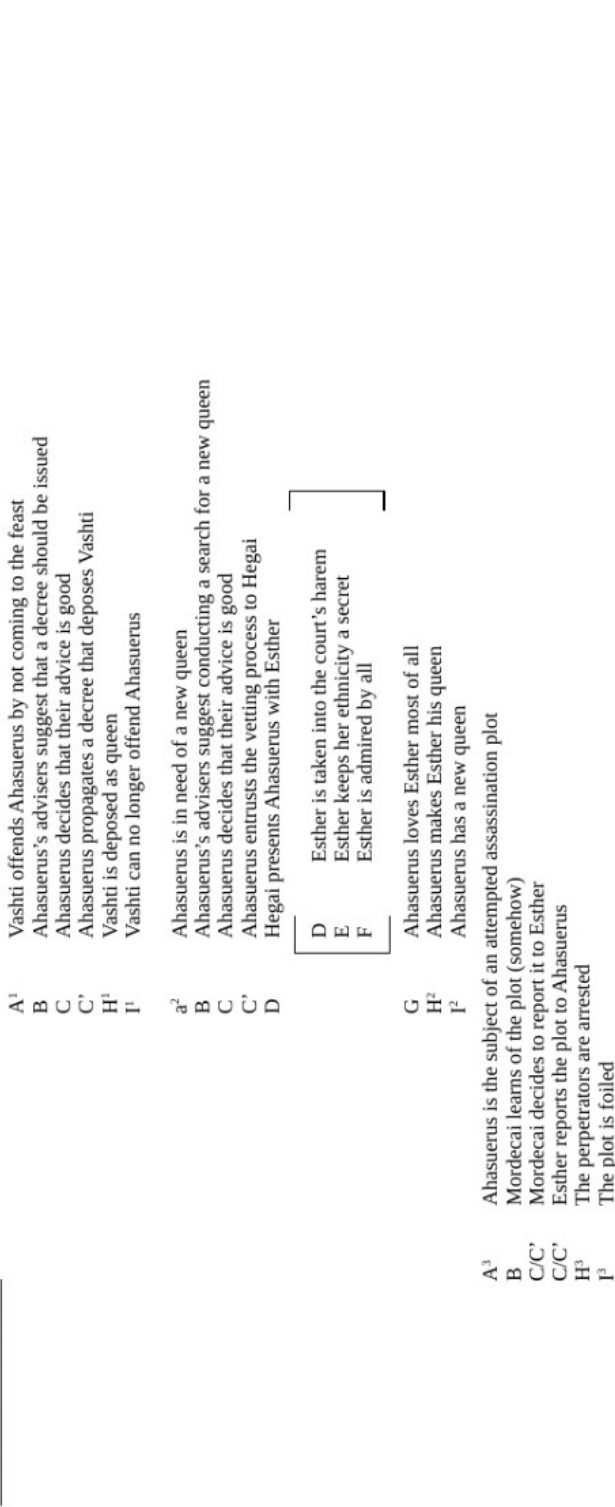 A¹ Vashti offends Ahasuerus by not coming to the feast
B Ahasuerus’s advisers suggest that a decree should be issued
C Ahasuerus decides that their advice is good
C’ Ahasuerus propagates a decree that deposes Vashti
H¹ Vashti is deposed as queen
I¹ Vashti can no longer offend Ahasuerus
a² Ahasuerus is in need of a new queen
B Ahasuerus’s advisers suggest conducting a search for a new queen
C Ahasuerus decides that their advice is good
C’ Ahasuerus entrusts the vetting process to Hegai
D Hegai presents Ahasuerus with Esther
D Esther is taken into the court’s harem
E Esther keeps her ethnicity a secret
F Esther is admired by all
G Ahasuerus loves Esther most of all
H² Ahasuerus makes Esther his queen
I² Ahasuerus has a new queen
A³ Ahasuerus is the subject of an attempted assassination plot
B Mordecai learns of the plot (somehow)
C/C’ Mordecai decides to report it to Esther
C/C’ Esther reports the plot to Ahasuerus
H³ The perpetrators are arrested
I³ The plot is foiled